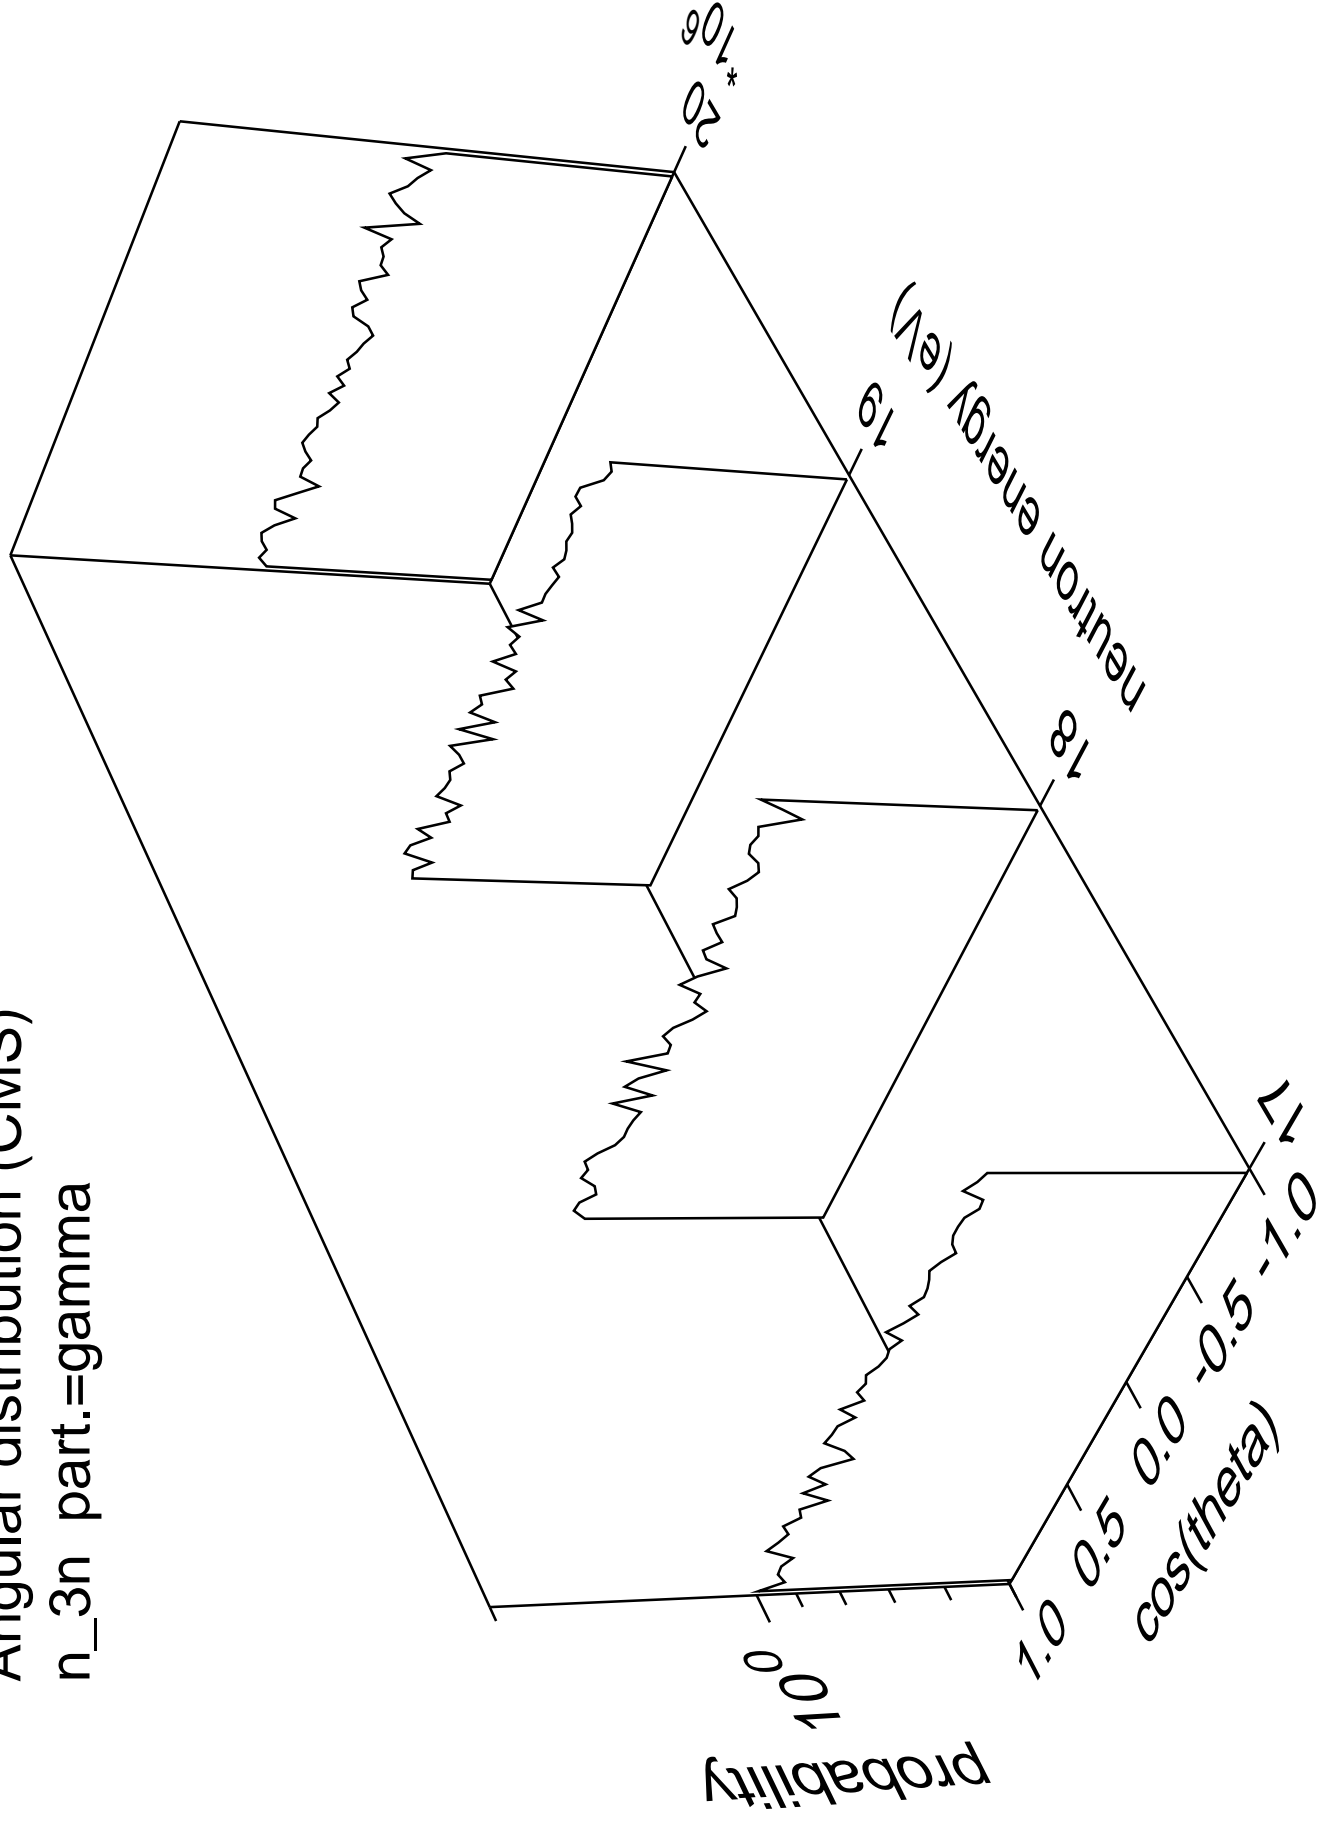 Angular distribution (CMS)
n_3n part.=gamma
probability
10 0
1.0 0.5 0.0 -0.5 -1.0
cos(theta)
17 18 19 20
*10 6
neutron energy (eV)